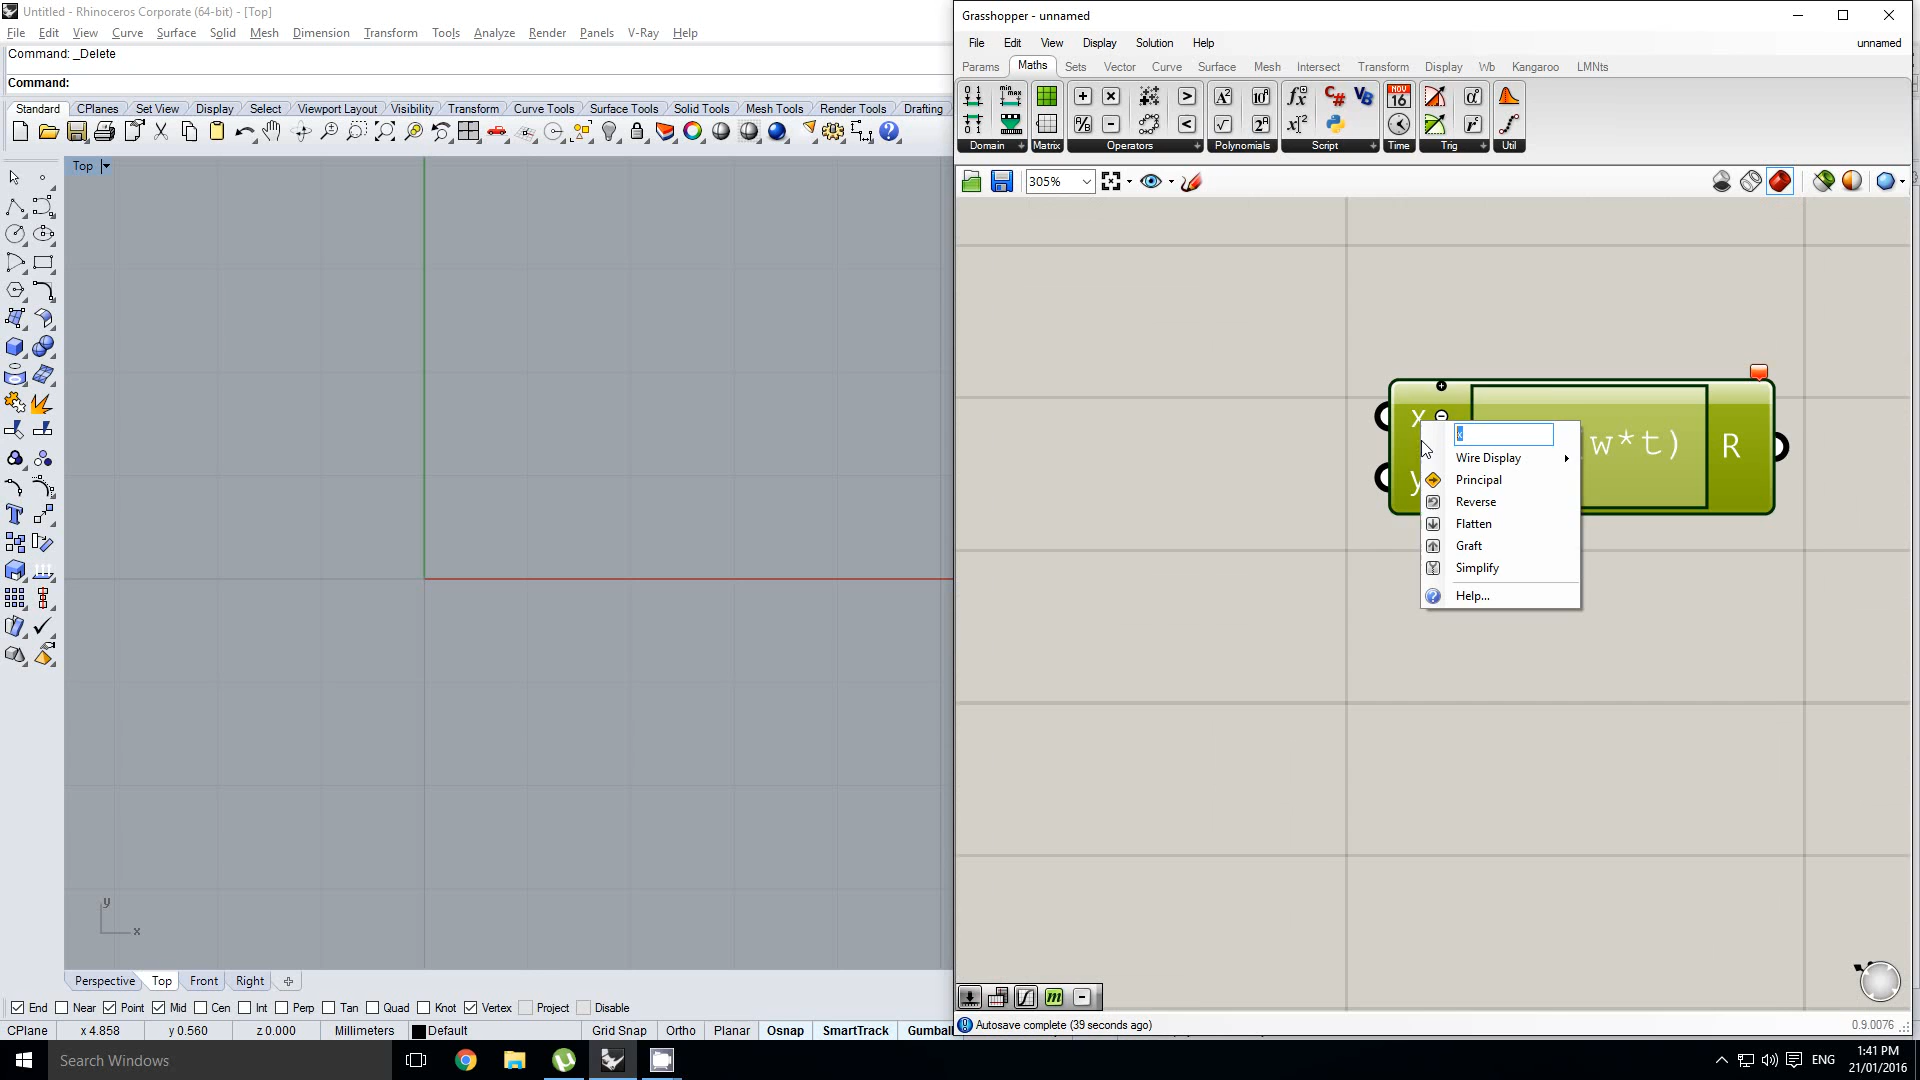 Untitled - Rhinoceros Corporate (64-bit) - [Top]
File Edit View Curve Surface Solid Mesh Dimension Transform Tools Analyze Render Panels V-Ray Help
Command: _Delete
Command:
Standard CPlanes Set View Display Select Viewport Layout Visibility Transform Curve Tools Surface Tools Solid Tools Mesh Tools Render Tools Drafting
Top
y
x
Perspective Top Front Right
End Near Point Mid Cen Int Perp Tan Quad Knot Vertex Project Disable
CPlane x 4.858 y 0.560 z 0.000 Millimeters Default Grid Snap Ortho Planar Osnap SmartTrack Gumball
Grasshopper - unnamed
File Edit View Display Solution Help unnamed
Params Maths Sets Vector Curve Surface Mesh Intersect Transform Display Wb Kangaroo LMNts
Domain Matrix Operators Polynomials Script Time Trig Util
305%
x
y
w*t)
R
x
Wire Display
Principal
Reverse
Flatten
Graft
Simplify
Help...
Autosave complete (39 seconds ago) 0.9.0076
Search Windows
ENG
1:41 PM
21/01/2016